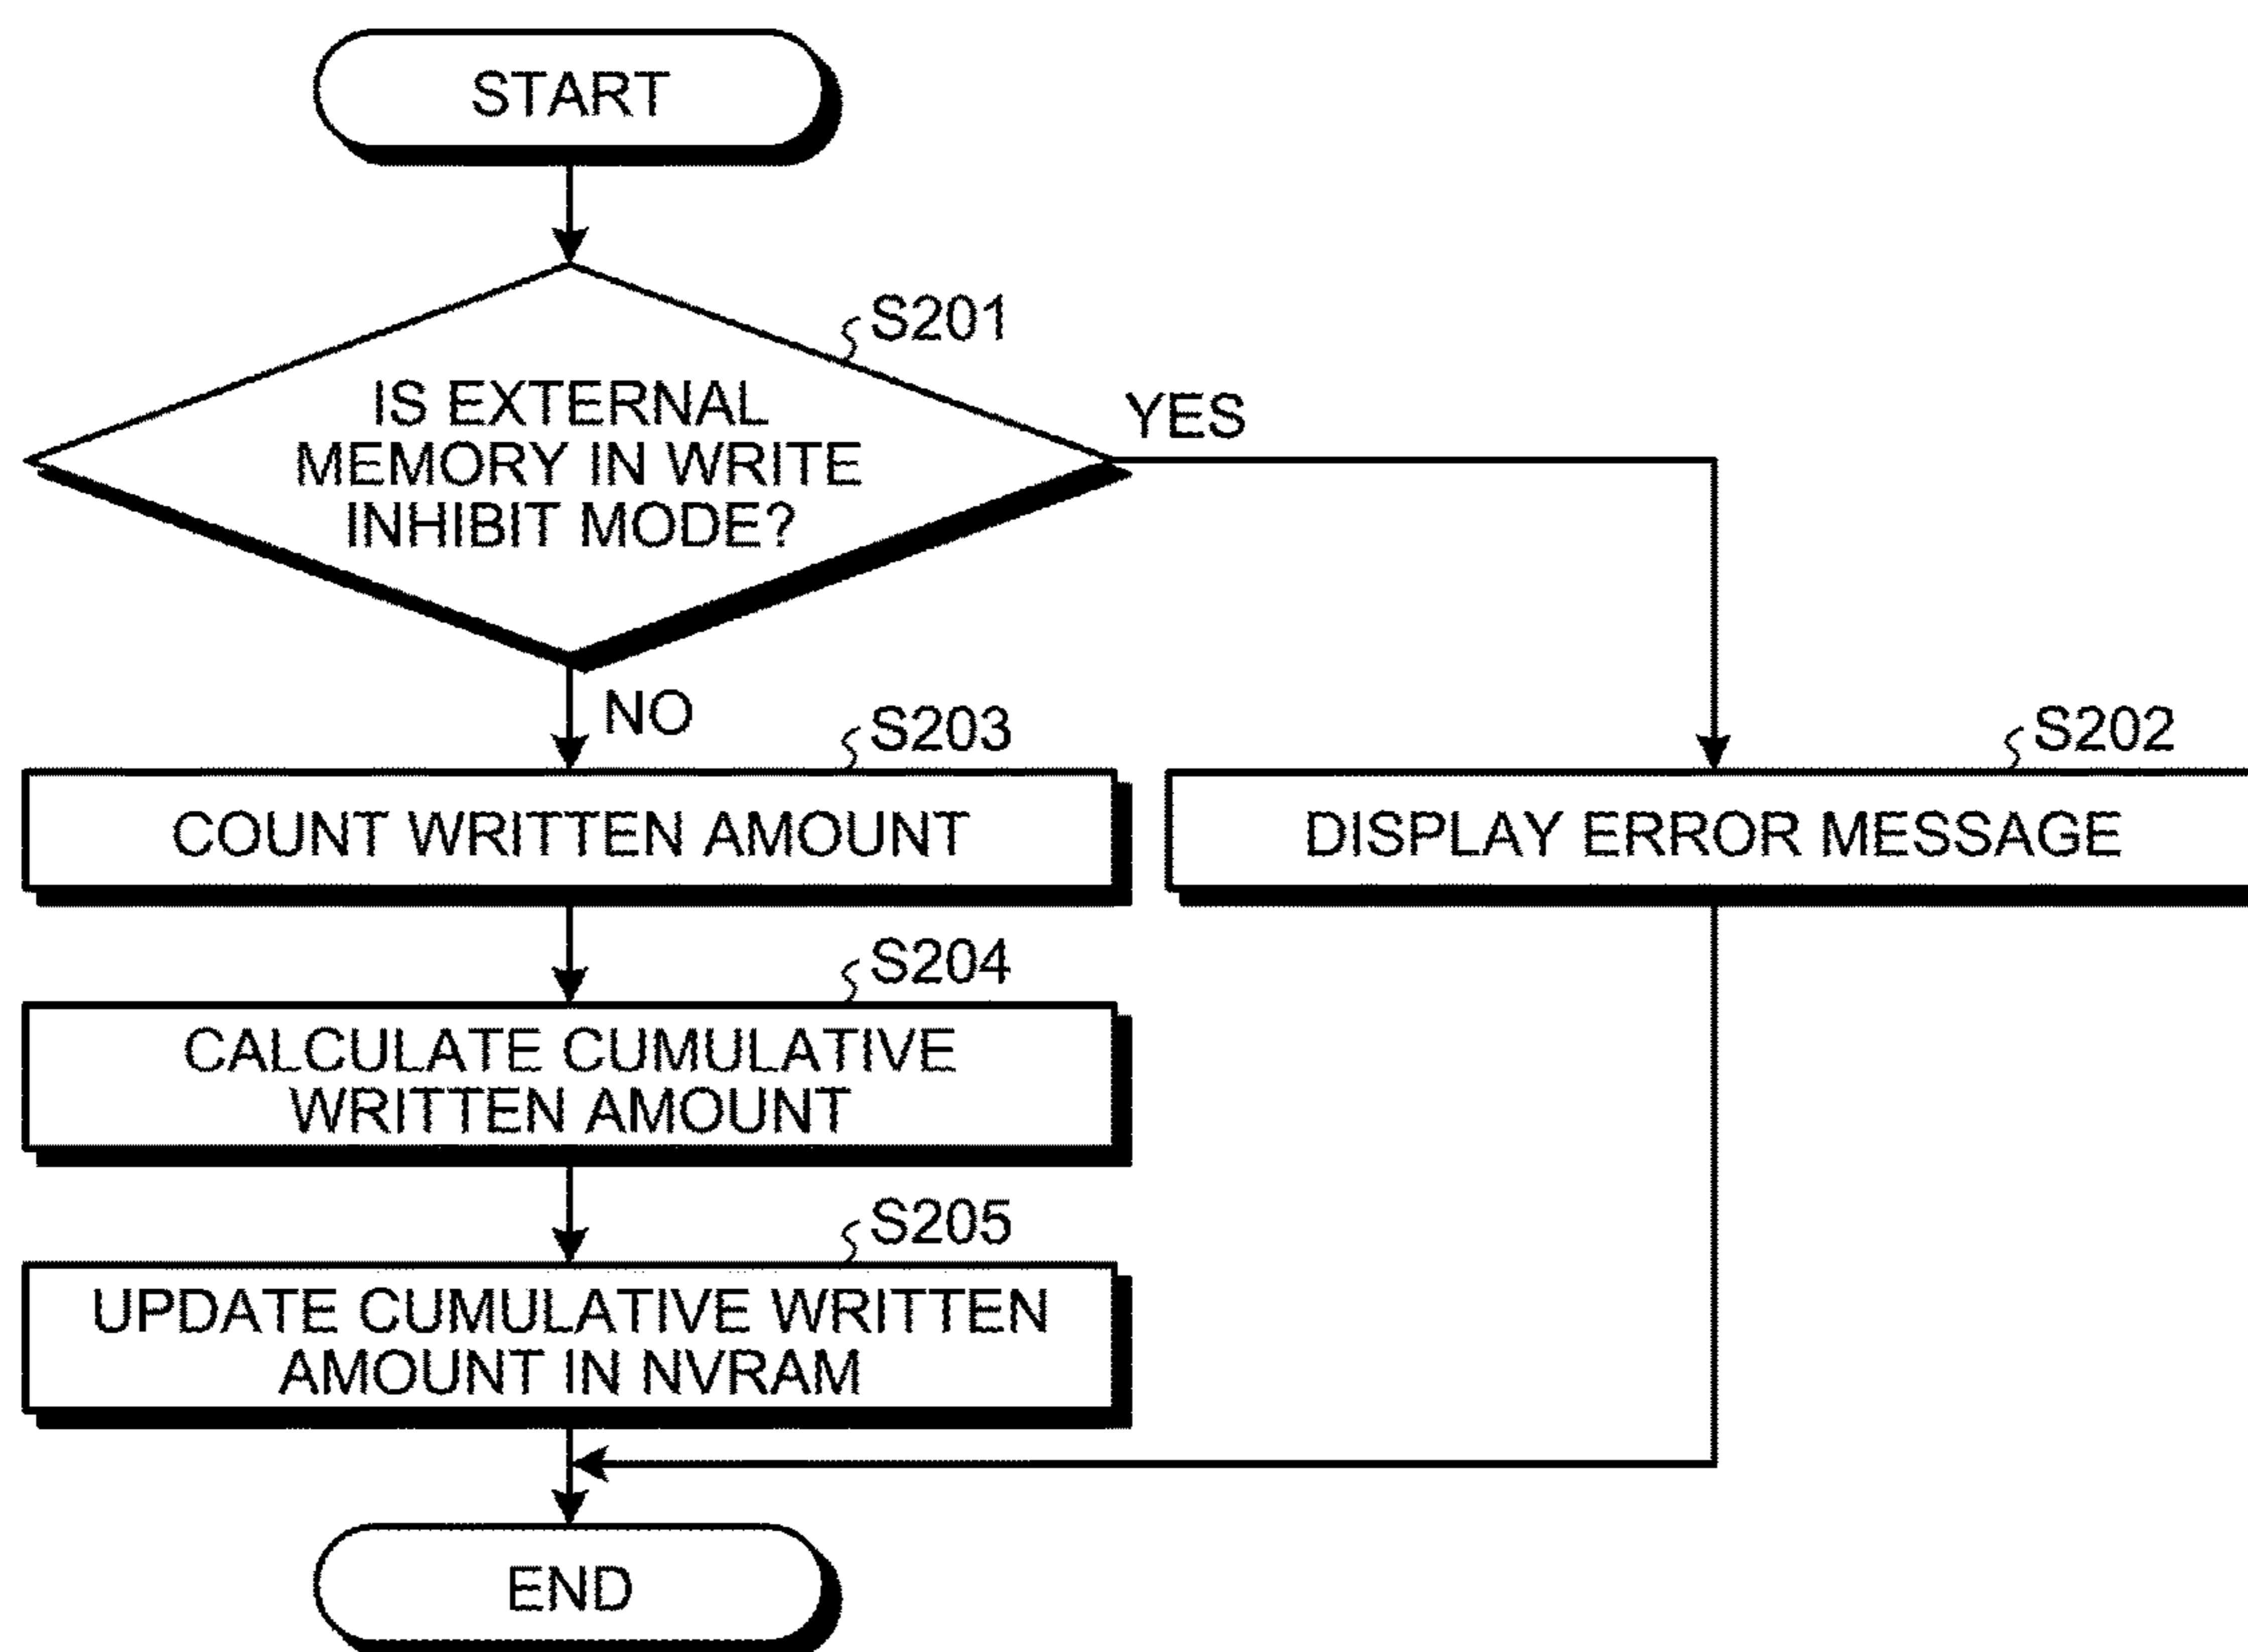 START
S201
IS EXTERNAL
MEMORY IN WRITE
INHIBIT MODE?
YES
NO
S203
COUNT WRITTEN AMOUNT
S202
DISPLAY ERROR MESSAGE
S204
CALCULATE CUMULATIVE
WRITTEN AMOUNT
S205
UPDATE CUMULATIVE WRITTEN
AMOUNT IN NVRAM
END